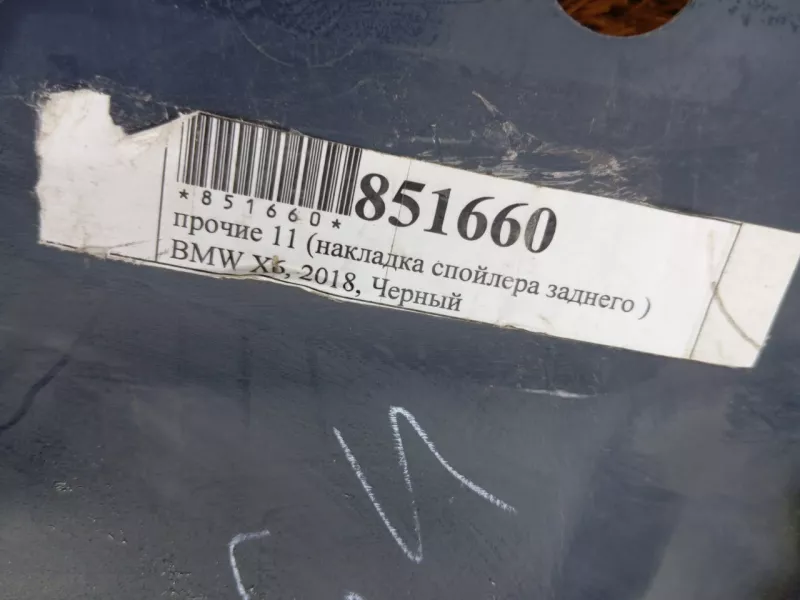 851660
*851660*
прочие 11 (накладка спойлера заднего )
BMW X5, 2018, Черный